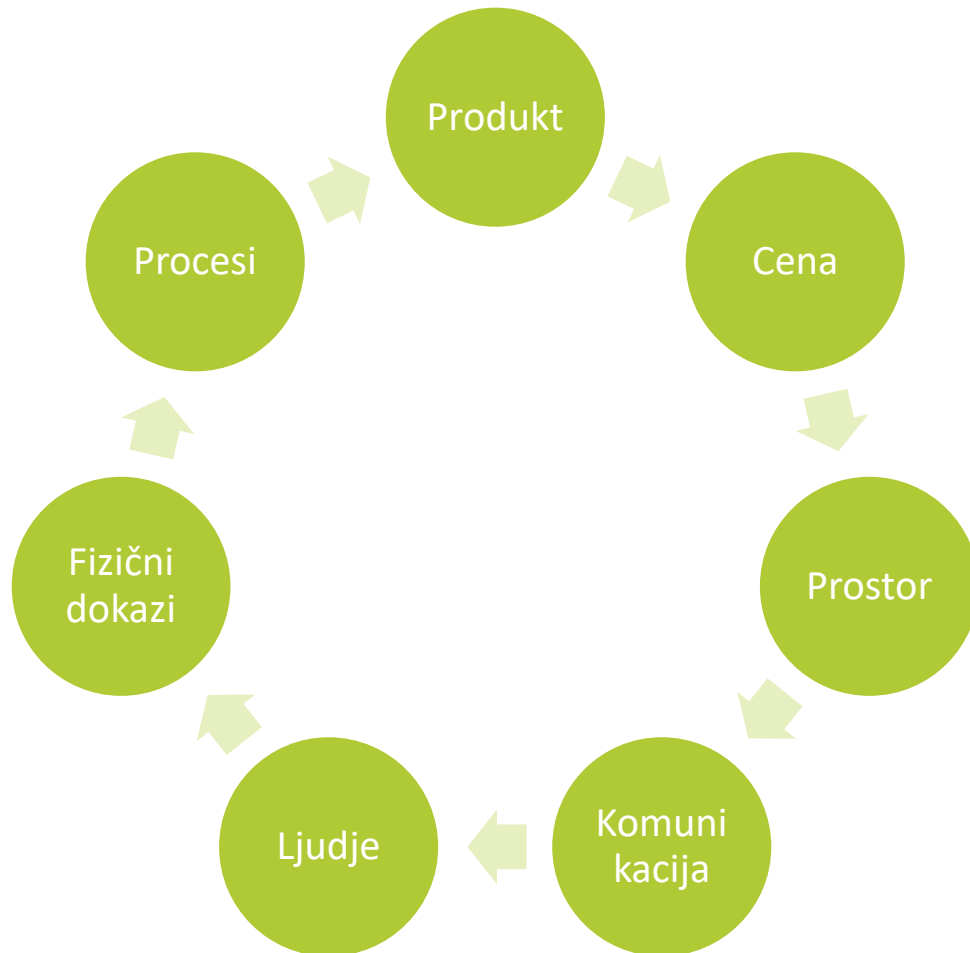 Produkt
Cena
Prostor
Komuni
kacija
Ljudje
Fizični
dokazi
Procesi